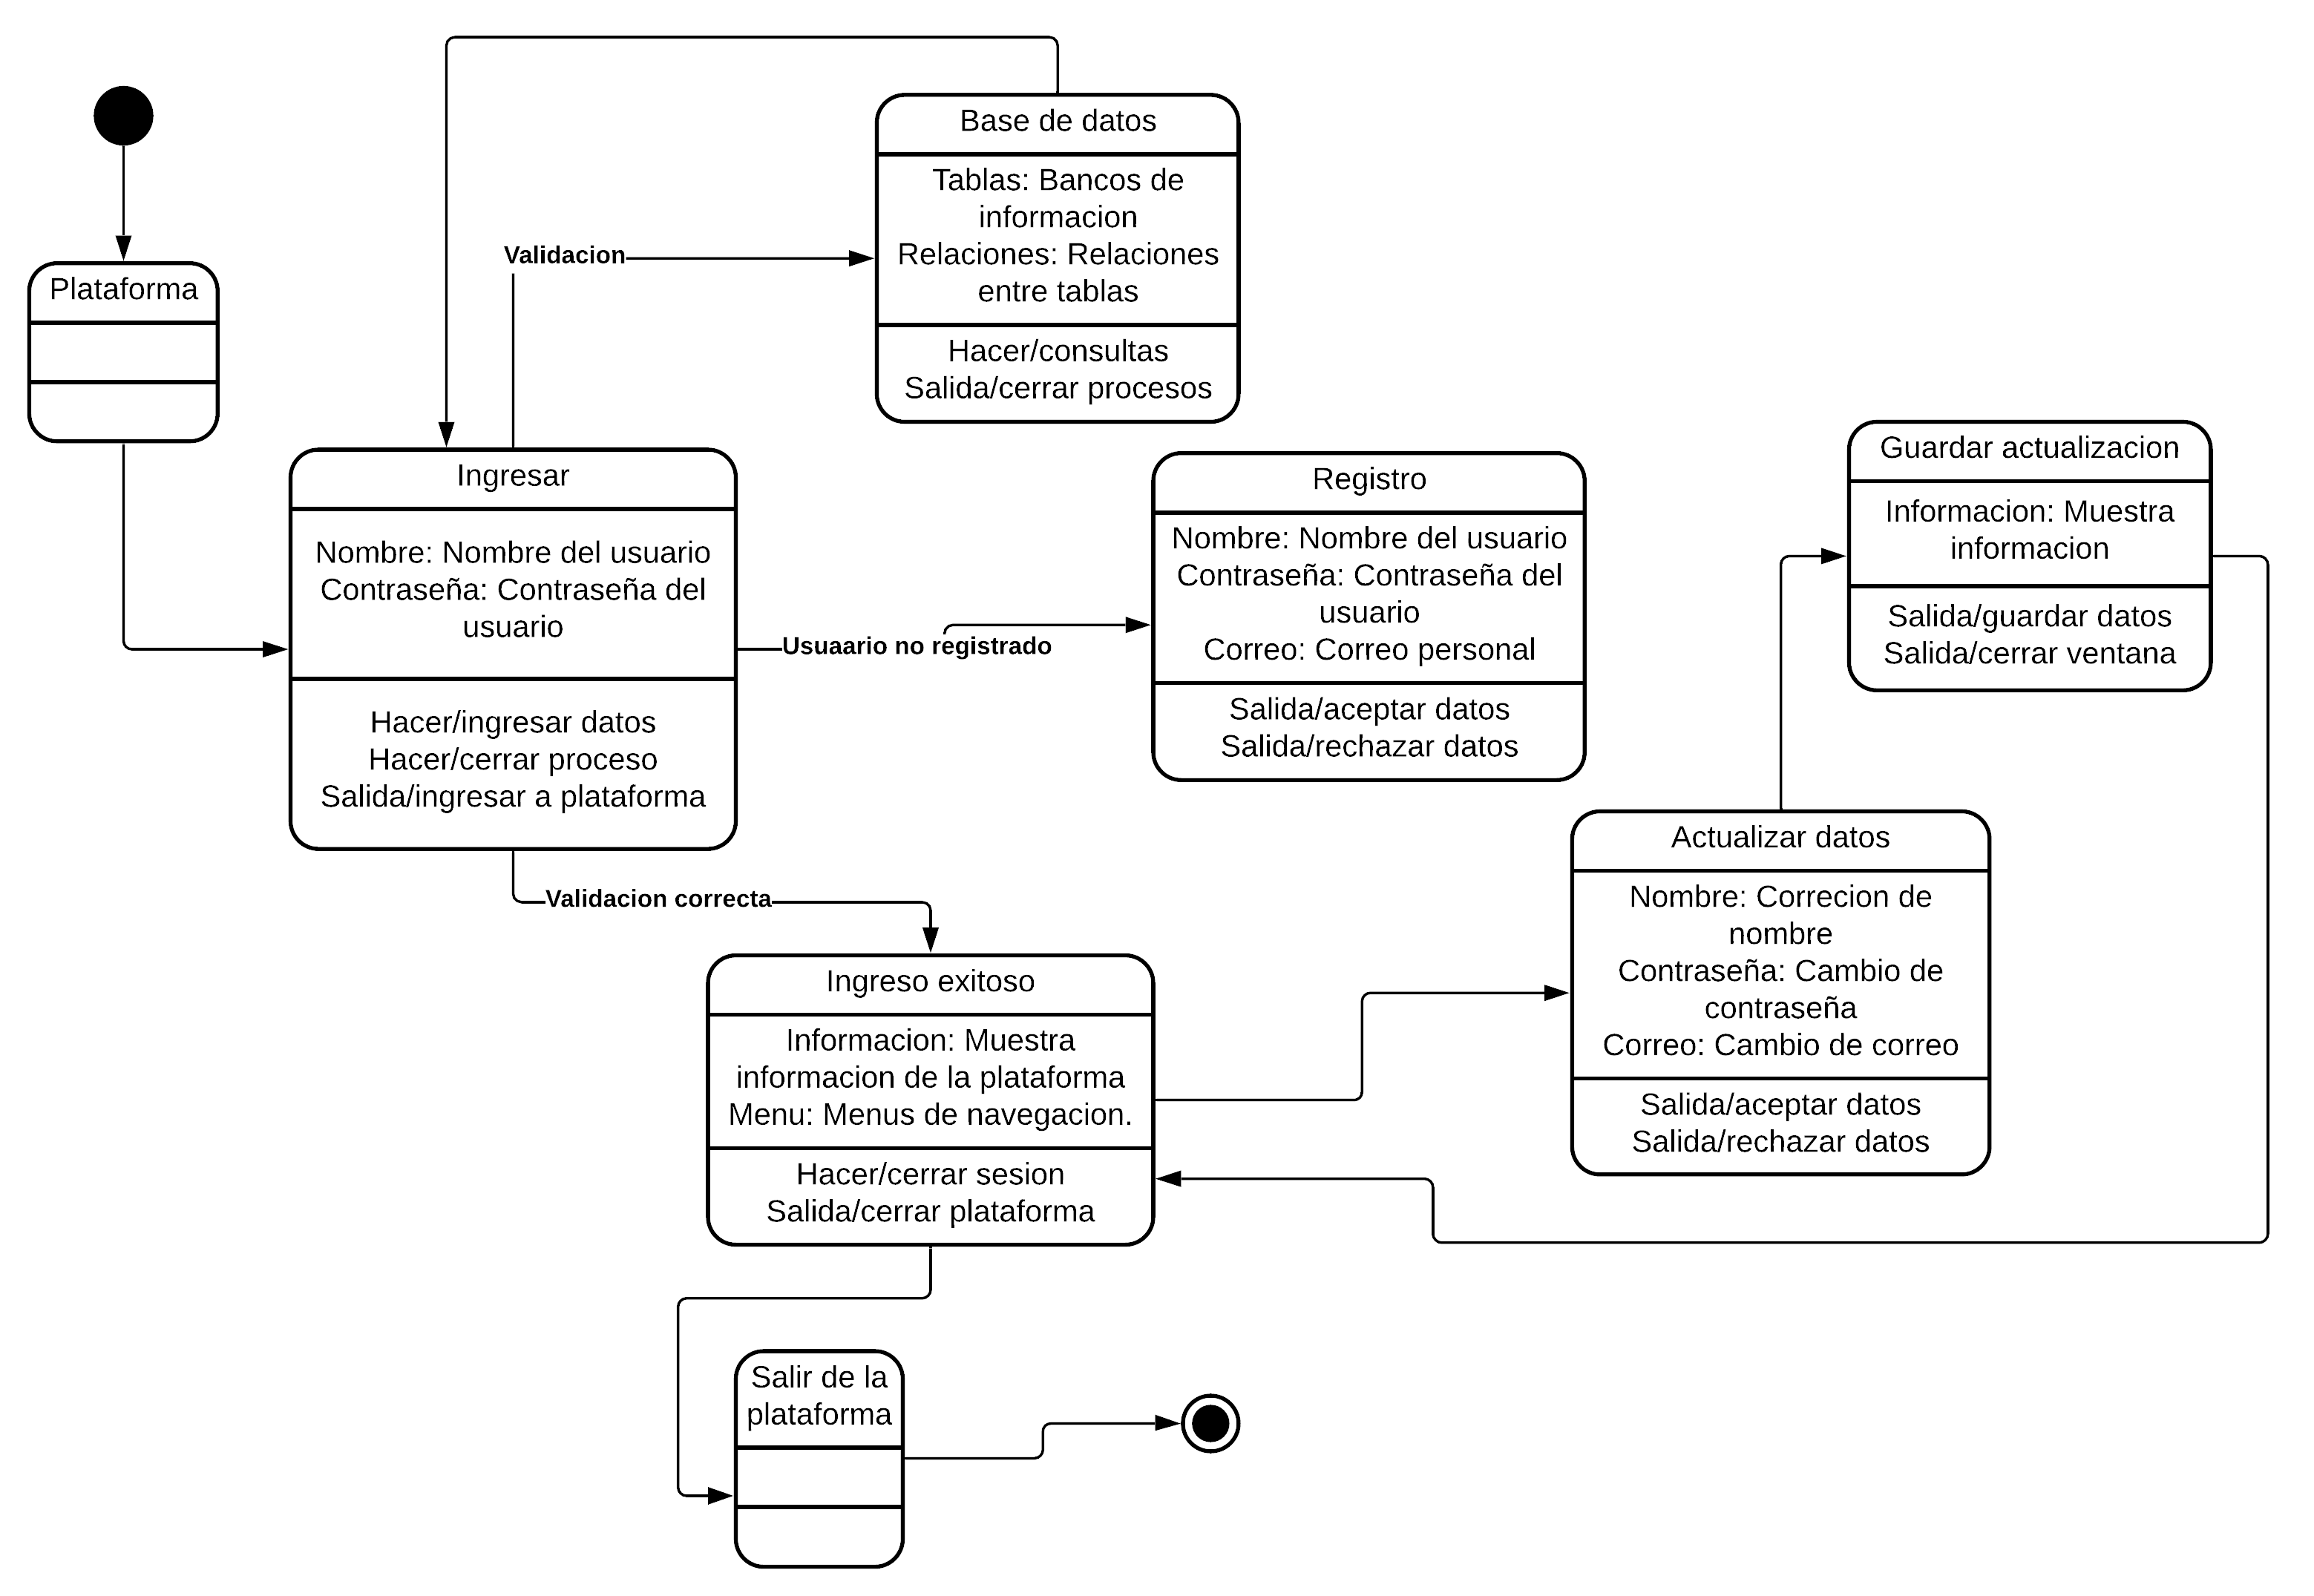 Base de datos
Tablas: Bancos de
informacion
Relaciones: Relaciones
entre tablas
Hacer/consultas
Salida/cerrar procesos
Validacion
Plataforma
Ingresar
Nombre: Nombre del usuario
Contraseña: Contraseña del
usuario
Hacer/ingresar datos
Hacer/cerrar proceso
Salida/ingresar a plataforma
Usuaario no registrado
Registro
Nombre: Nombre del usuario
Contraseña: Contraseña del
usuario
Correo: Correo personal
Salida/aceptar datos
Salida/rechazar datos
Guardar actualizacion
Informacion: Muestra
informacion
Salida/guardar datos
Salida/cerrar ventana
Actualizar datos
Nombre: Correcion de
nombre
Contraseña: Cambio de
contraseña
Correo: Cambio de correo
Salida/aceptar datos
Salida/rechazar datos
Validacion correcta
Ingreso exitoso
Informacion: Muestra
informacion de la plataforma
Menu: Menus de navegacion.
Hacer/cerrar sesion
Salida/cerrar plataforma
Salir de la
plataforma